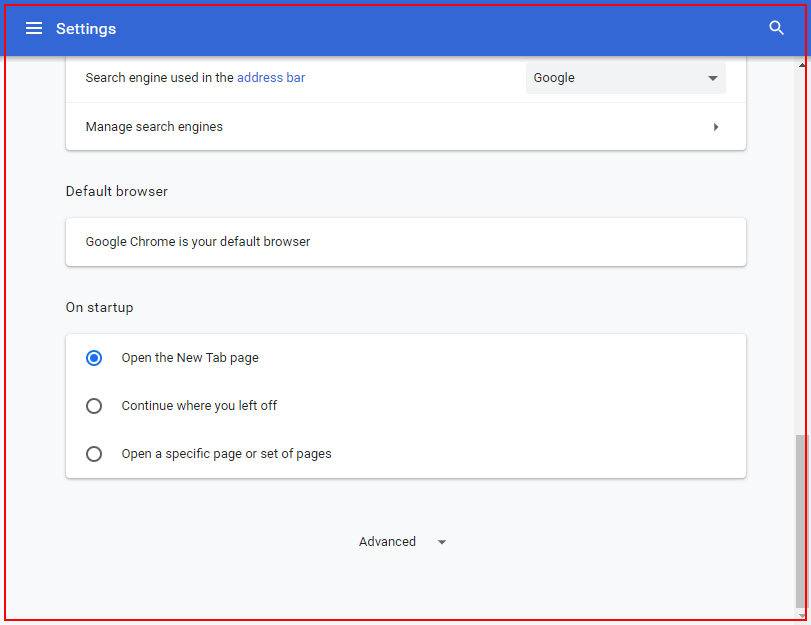 Settings
Search engine used in the address bar
Google
Manage search engines
Default browser
Google Chrome is your default browser
On startup
Open the New Tab page
Continue where you left off
Open a specific page or set of pages
Advanced